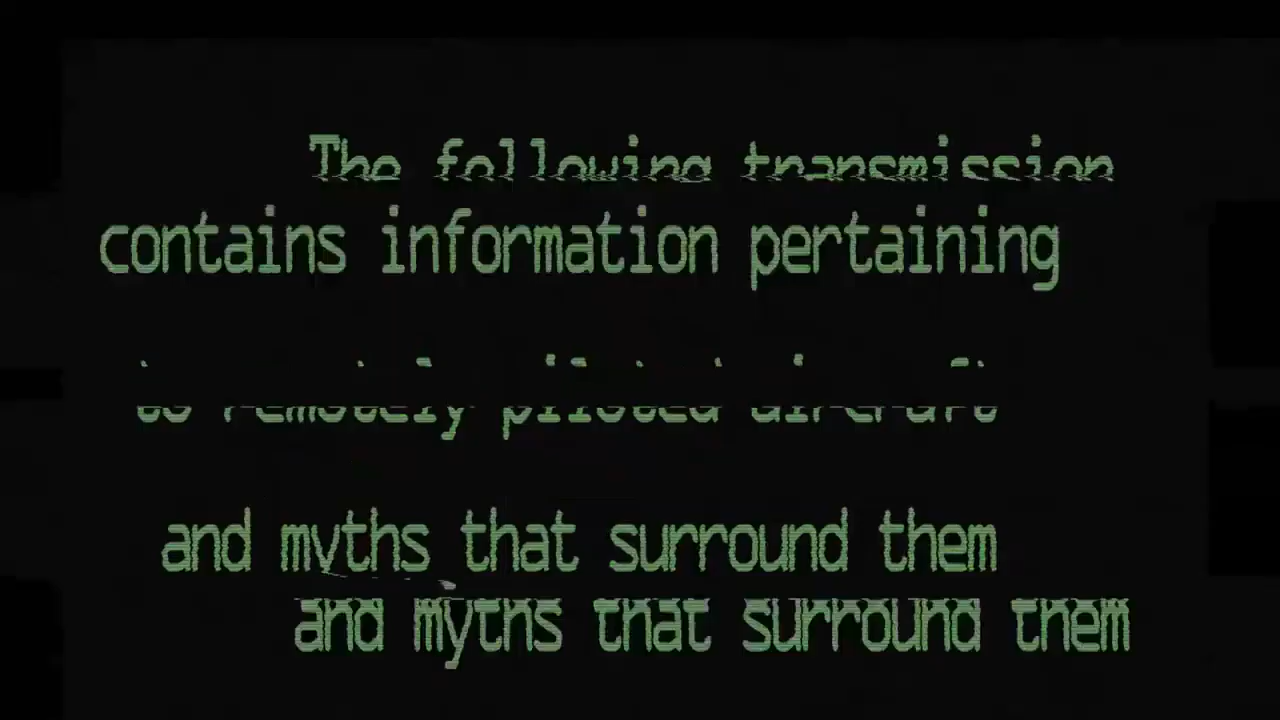 The following transmission
contains information pertaining
to remotely piloted aircraft
and myths that surround them
and myths that surround them